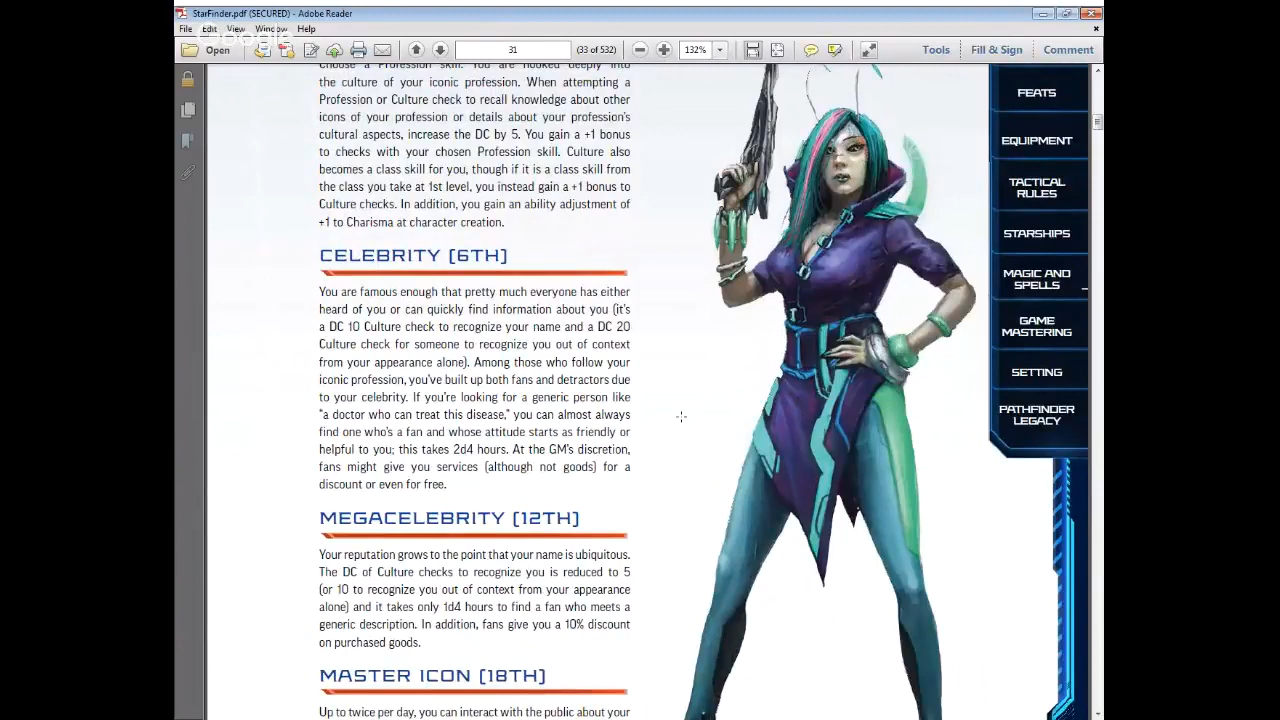 StarFinder.pdf (SECURED) - Adobe Reader
File Edit View Window Help
Google
Open 31 (33 of 532) 132% Tools Fill & Sign Comment
Choose a Profession skill. You are hooked deeply into
the culture of your iconic profession. When attempting a
Profession or Culture check to recall knowledge about other
icons of your profession or details about your profession's
cultural aspects, increase the DC by 5. You gain a +1 bonus
to checks with your chosen Profession skill. Culture also
becomes a class skill for you, though if it is a class skill from
the class you take at 1st level, you instead gain a +1 bonus to
Culture checks. In addition, you gain an ability adjustment of
+1 to Charisma at character creation.
CELEBRITY (6TH)
You are famous enough that pretty much everyone has either
heard of you or can quickly find information about you (it's
a DC 10 Culture check to recognize your name and a DC 20
Culture check for someone to recognize you out of context
from your appearance alone). Among those who follow your
iconic profession, you've built up both fans and detractors due
to your celebrity. If you're looking for a generic person like
"a doctor who can treat this disease," you can almost always
find one who's a fan and whose attitude starts as friendly or
helpful to you; this takes 2d4 hours. At the GM's discretion,
fans might give you services (although not goods) for a
discount or even for free.
MEGACELEBRITY (12TH)
Your reputation grows to the point that your name is ubiquitous.
The DC of Culture checks to recognize you is reduced to 5
(or 10 to recognize you out of context from your appearance
alone) and it takes only 1d4 hours to find a fan who meets a
generic description. In addition, fans give you a 10% discount
on purchased goods.
MASTER ICON (18TH)
Up to twice per day, you can interact with the public about your
FEATS
EQUIPMENT
TACTICAL
RULES
STARSHIPS
MAGIC AND
SPELLS
GAME
MASTERING
SETTING
PATHFINDER
LEGACY